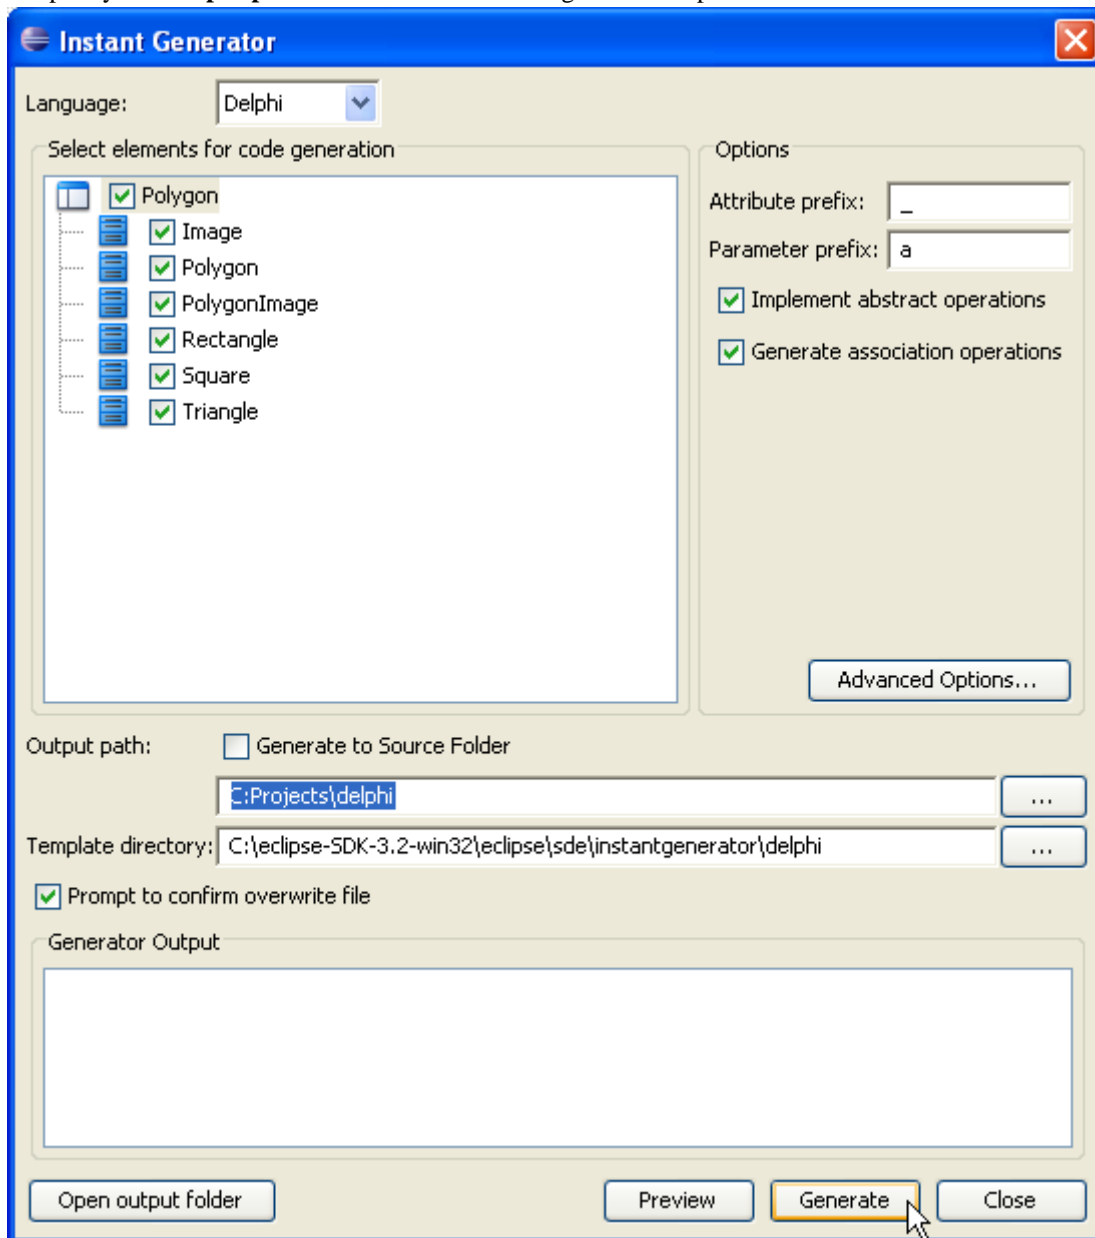 Instant Generator
Language: Delphi
Select elements for code generation
Polygon
Image
Polygon
PolygonImage
Rectangle
Square
Triangle
Options
Attribute prefix: _
Parameter prefix: a
Implement abstract operations
Generate association operations
Advanced Options...
Output path: Generate to Source Folder
C:Projects\delphi ...
Template directory: C:\eclipse-SDK-3.2-win32\eclipse\sde\instantgenerator\delphi ...
Prompt to confirm overwrite file
Generator Output
Open output folder Preview Generate Close